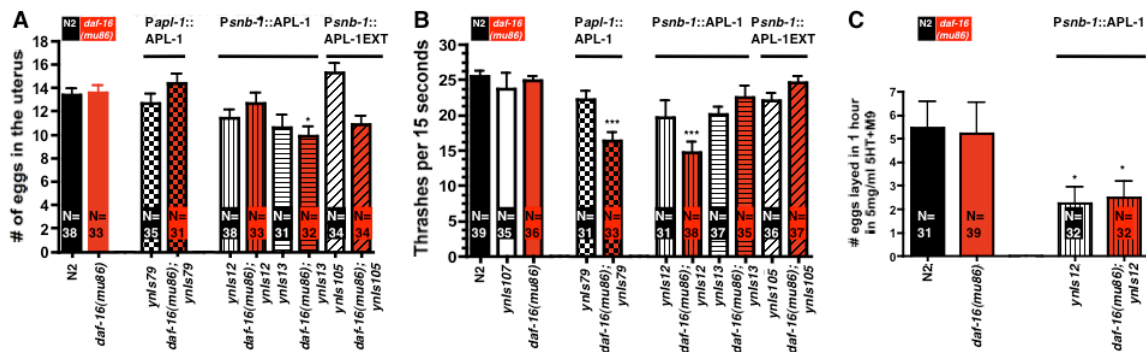 A
N2
daf-16
(mu86)
Papl-1::
APL-1
Psnb-1::APL-1
Psnb-1::
APL-1EXT
# of eggs in the uterus
18
16
14
12
10
8
6
4
2
0
N=
38
N=
33
N=
35
N=
31
N=
38
N=
33
N=
31
*
N=
32
N=
34
N=
34
N2
daf-16(mu86)
ynIs79
daf-16(mu86);
ynIs79
ynIs12
daf-16(mu86);
ynIs12
ynIs13
daf-16(mu86);
ynIs13
ynIs105
daf-16(mu86);
ynIs105
B
N2
daf-16
(mu86)
Papl-1::
APL-1
Psnb-1::APL-1
Psnb-1::
APL-1EXT
Thrashes per 15 seconds
30
25
20
15
10
5
0
N=
39
N=
35
N=
36
N=
31
***
N=
33
N=
31
***
N=
38
N=
37
N=
35
N=
36
N=
37
N2
ynIs107
daf-16(mu86)
ynIs79
daf-16(mu86);
ynIs79
ynIs12
daf-16(mu86);
ynIs12
ynIs13
daf-16(mu86);
ynIs13
ynIs105
daf-16(mu86);
ynIs105
C
N2
daf-16
(mu86)
Psnb-1::APL-1
# eggs layed in 1 hour
in 5mg/ml 5HT+M9
7
6
5
4
3
2
1
0
N=
31
N=
39
*
N=
32
*
N=
32
N2
daf-16(mu86)
ynIs12
daf-16(mu86);
ynIs12